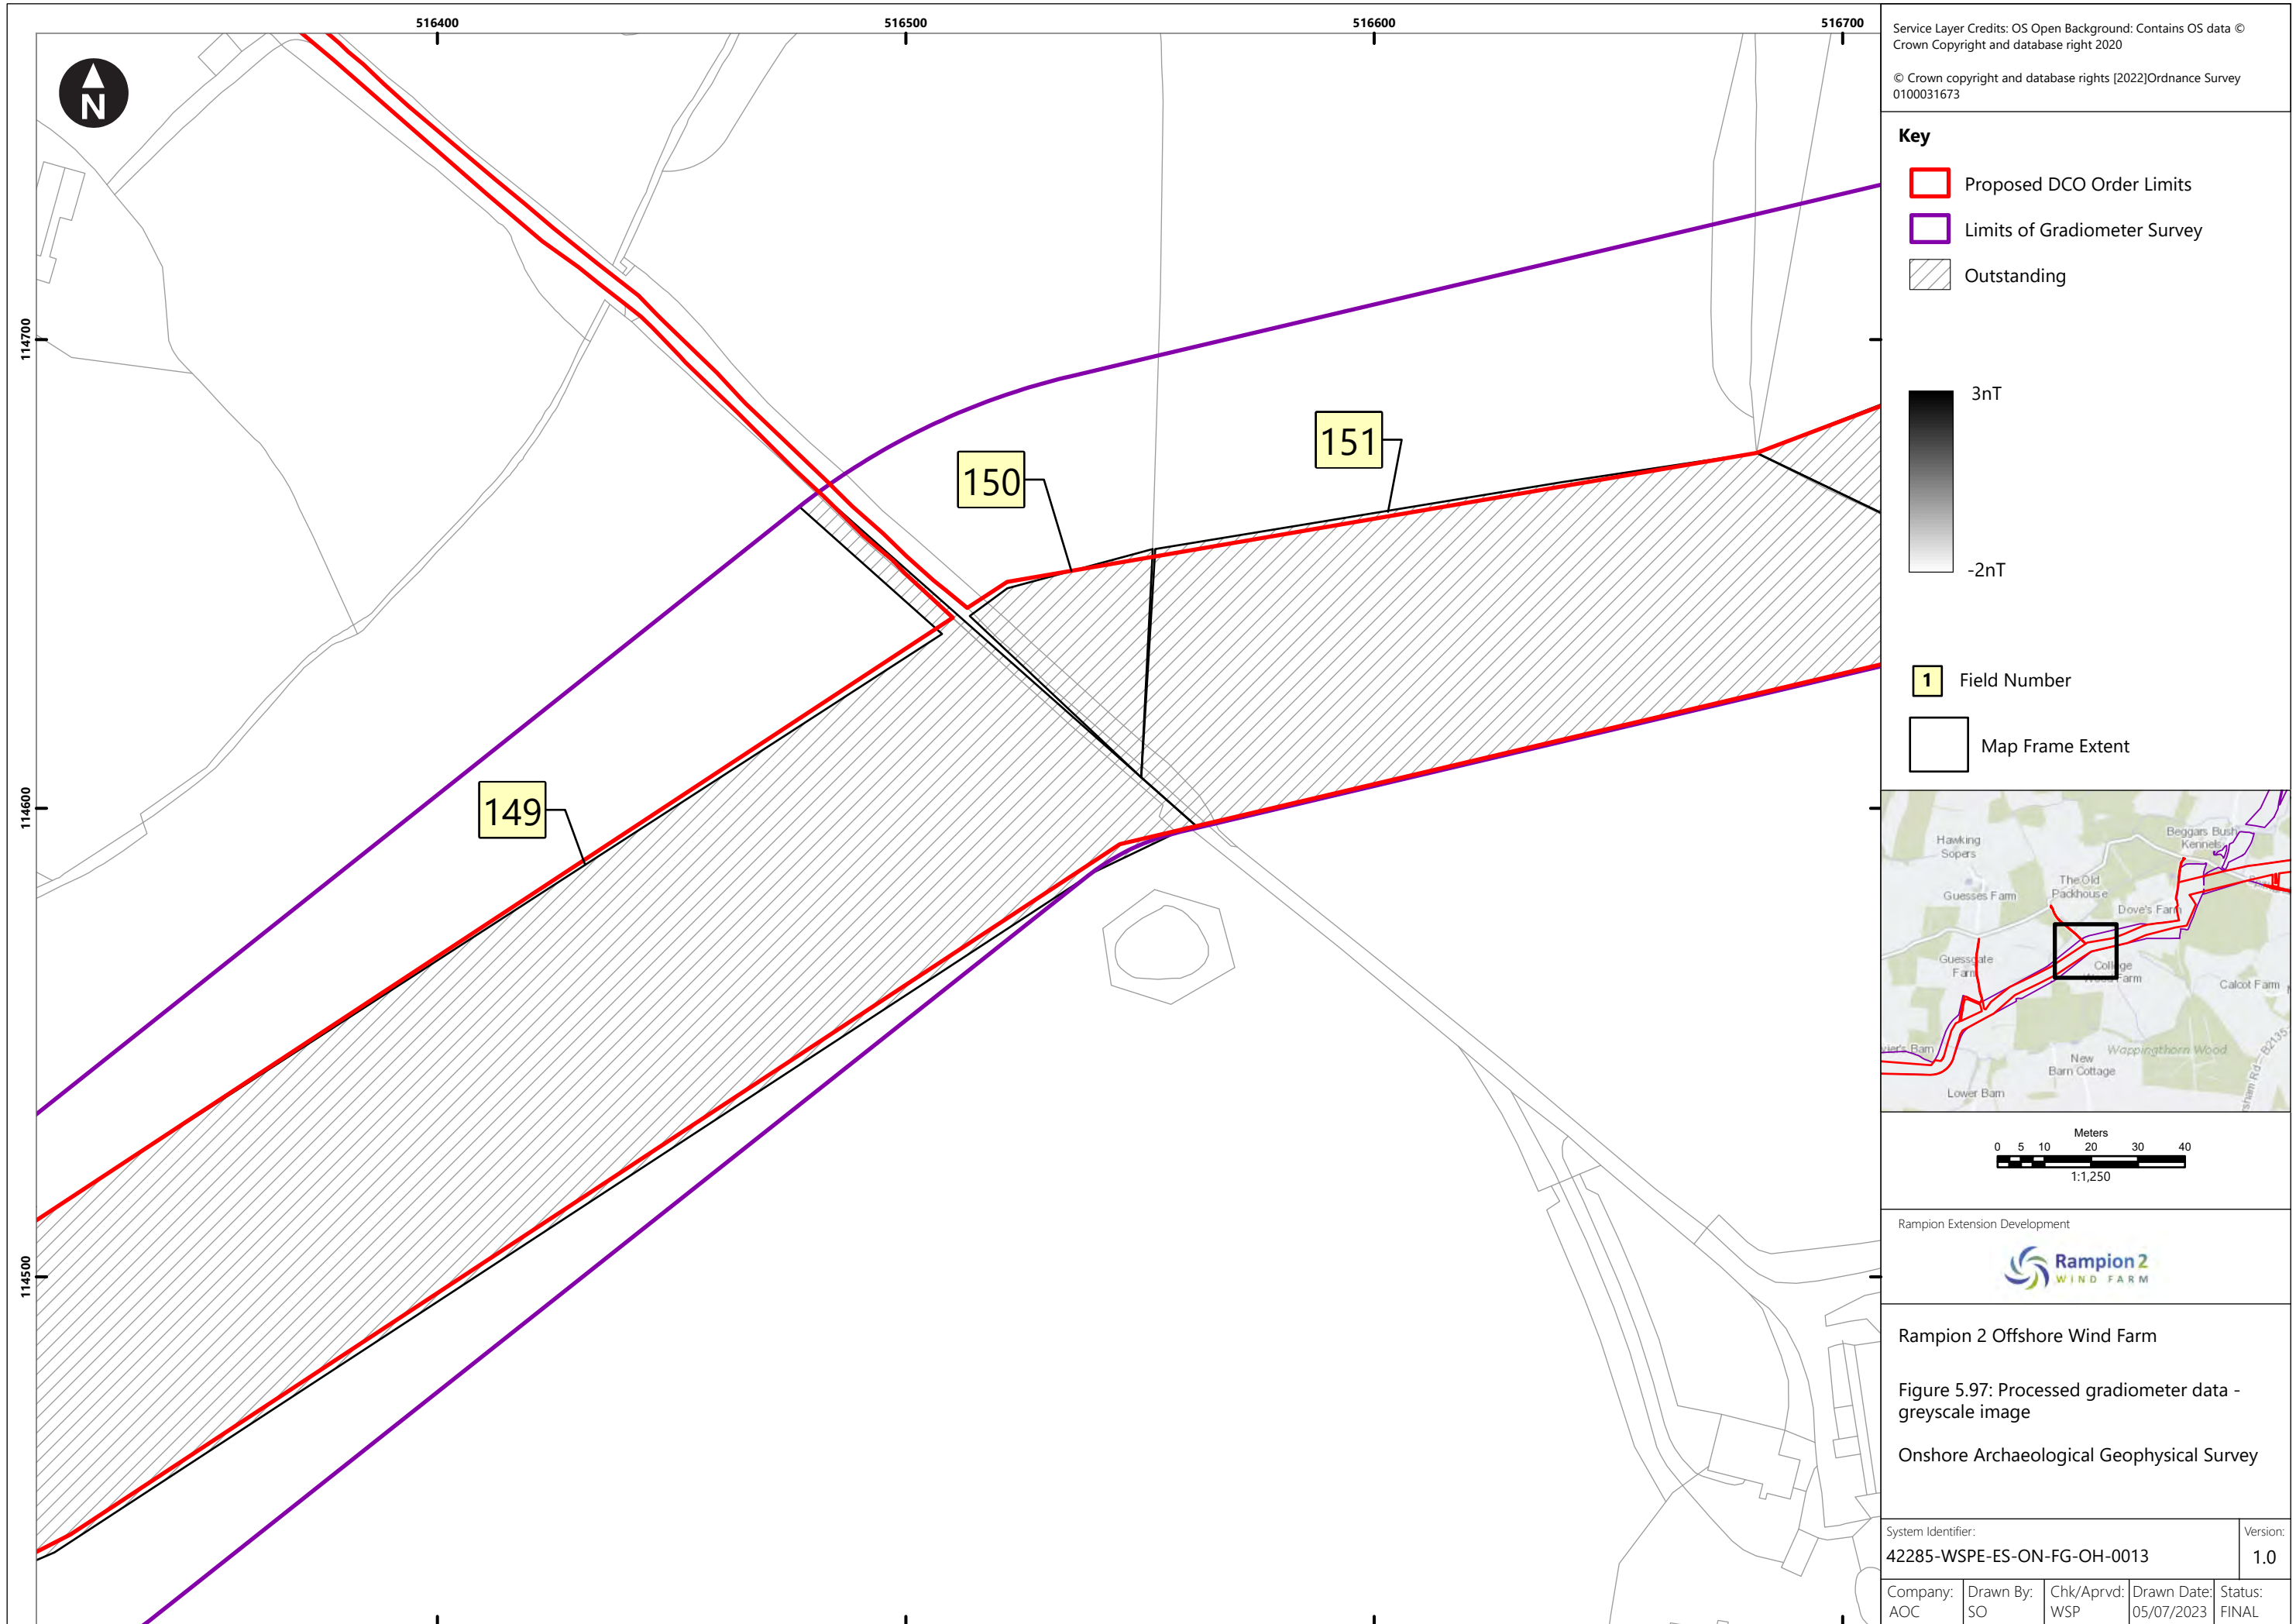 516400
516500
516600
516700
114700
114600
114500
N
150
151
149
Service Layer Credits: OS Open Background: Contains OS data ©
Crown Copyright and database right 2020
© Crown copyright and database rights [2022]Ordnance Survey
0100031673
Key
Proposed DCO Order Limits
Limits of Gradiometer Survey
Outstanding
3nT
-2nT
1 Field Number
Map Frame Extent
Hawking
Sopers
Beggars Bush
Kennels
The Old
Packhouse
Guesses Farm
Dove's Farm
Guessgate
Farm
College
Wood Farm
Calcot Farm
New
Barn Cottage
Wappingthorn Wood
B2135
Lower Barn
Meters
0 5 10 20 30 40
1:1,250
Rampion Extension Development
Rampion 2
WIND FARM
Rampion 2 Offshore Wind Farm
Figure 5.97: Processed gradiometer data -
greyscale image
Onshore Archaeological Geophysical Survey
System Identifier:
42285-WSPE-ES-ON-FG-OH-0013
Version:
1.0
Company: Drawn By: Chk/Aprvd: Drawn Date: Status:
AOC SO WSP 05/07/2023 FINAL